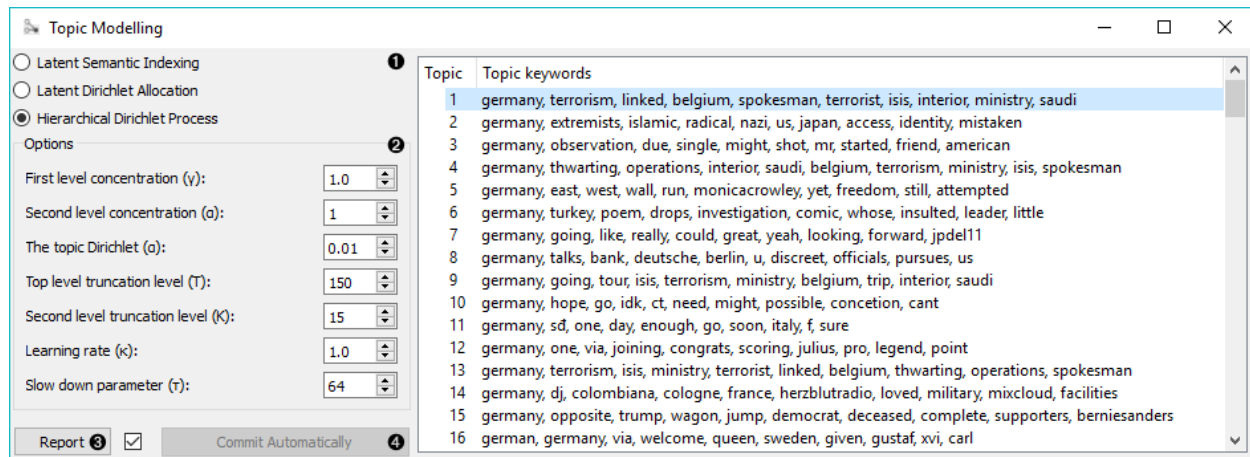 Topic Modelling
Latent Semantic Indexing ❶
Latent Dirichlet Allocation
Hierarchical Dirichlet Process
Options ❷
First level concentration (γ): 1.0
Second level concentration (α): 1
The topic Dirichlet (α): 0.01
Top level truncation level (T): 150
Second level truncation level (K): 15
Learning rate (κ): 1.0
Slow down parameter (τ): 64
Report ❸ Commit Automatically ❹
Topic Topic keywords
1 germany, terrorism, linked, belgium, spokesman, terrorist, isis, interior, ministry, saudi
2 germany, extremists, islamic, radical, nazi, us, japan, access, identity, mistaken
3 germany, observation, due, single, might, shot, mr, started, friend, american
4 germany, thwarting, operations, interior, saudi, belgium, terrorism, ministry, isis, spokesman
5 germany, east, west, wall, run, monicacrowley, yet, freedom, still, attempted
6 germany, turkey, poem, drops, investigation, comic, whose, insulted, leader, little
7 germany, going, like, really, could, great, yeah, looking, forward, jpdel11
8 germany, talks, bank, deutsche, berlin, u, discreet, officials, pursues, us
9 germany, going, tour, isis, terrorism, ministry, belgium, trip, interior, saudi
10 germany, hope, go, idk, ct, need, might, possible, concetion, cant
11 germany, sđ, one, day, enough, go, soon, italy, f, sure
12 germany, one, via, joining, congrats, scoring, julius, pro, legend, point
13 germany, terrorism, isis, ministry, terrorist, linked, belgium, thwarting, operations, spokesman
14 germany, dj, colombiana, cologne, france, herzblutradio, loved, military, mixcloud, facilities
15 germany, opposite, trump, wagon, jump, democrat, deceased, complete, supporters, berniesanders
16 german, germany, via, welcome, queen, sweden, given, gustaf, xvi, carl